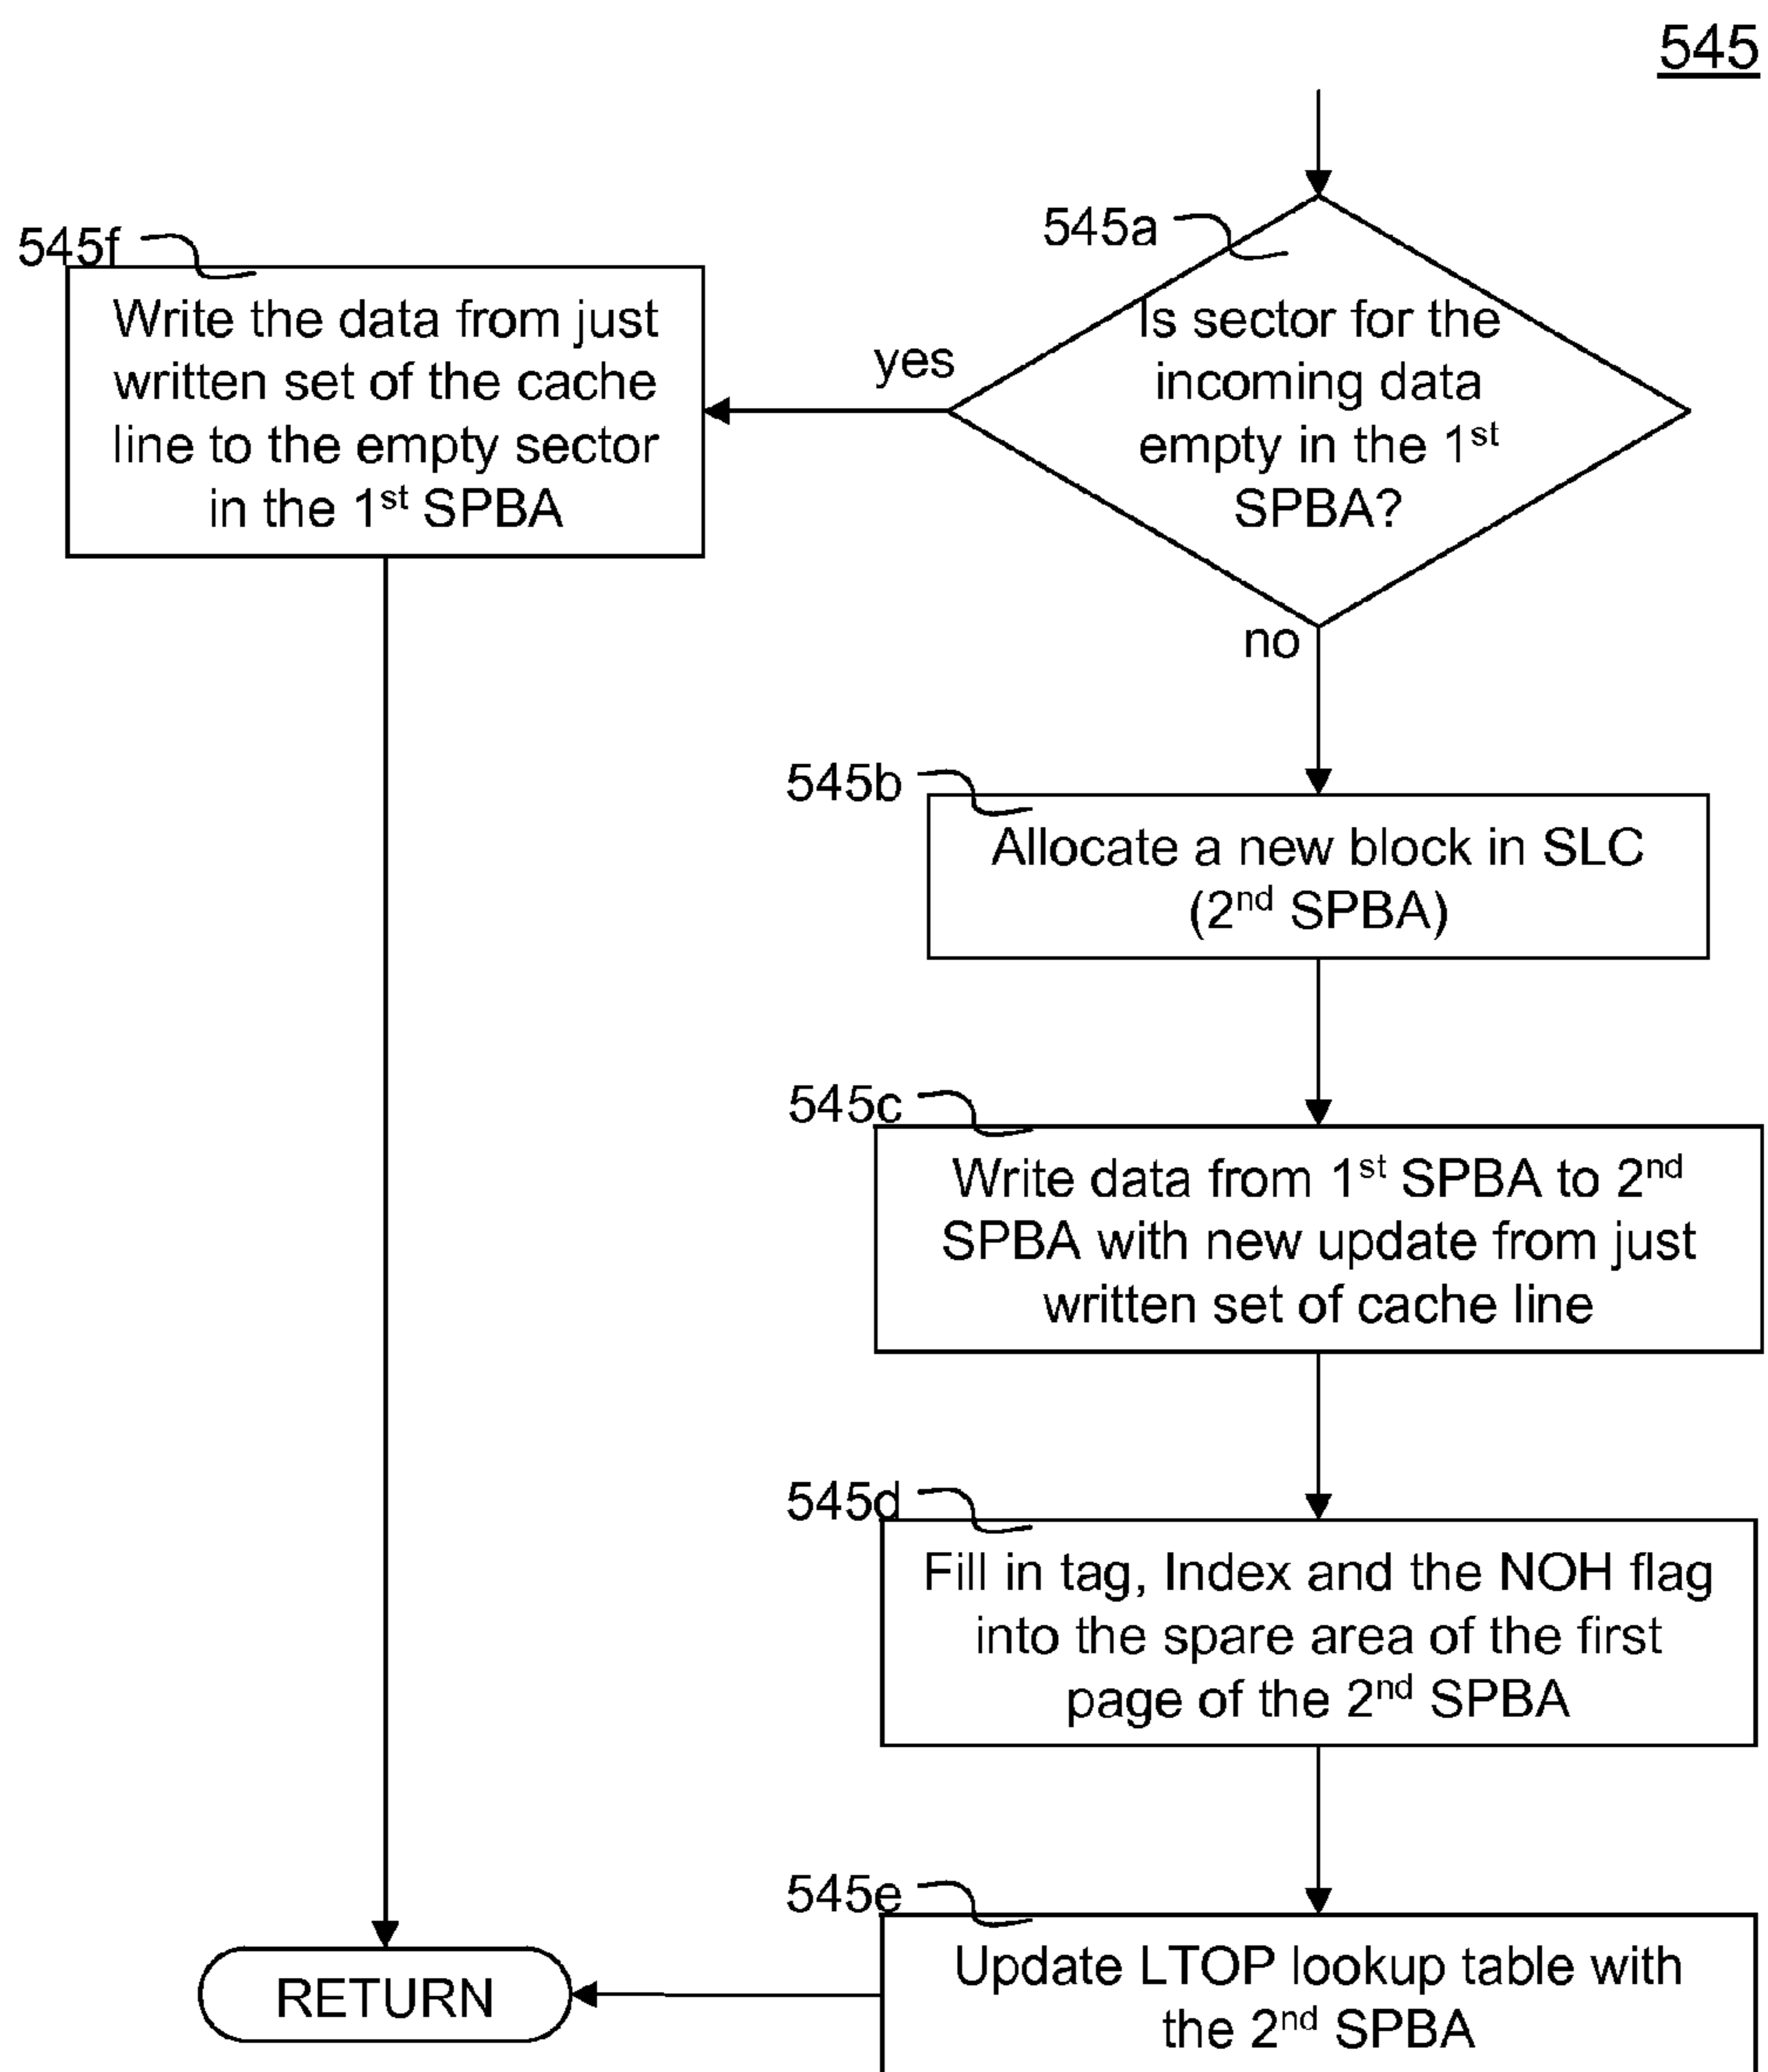 545
545a
Is sector for the
incoming data
empty in the 1st
SPBA?
yes
no
545f
Write the data from just
written set of the cache
line to the empty sector
in the 1st SPBA
545b
Allocate a new block in SLC
(2nd SPBA)
545c
Write data from 1st SPBA to 2nd
SPBA with new update from just
written set of cache line
545d
Fill in tag, Index and the NOH flag
into the spare area of the first
page of the 2nd SPBA
545e
Update LTOP lookup table with
the 2nd SPBA
RETURN